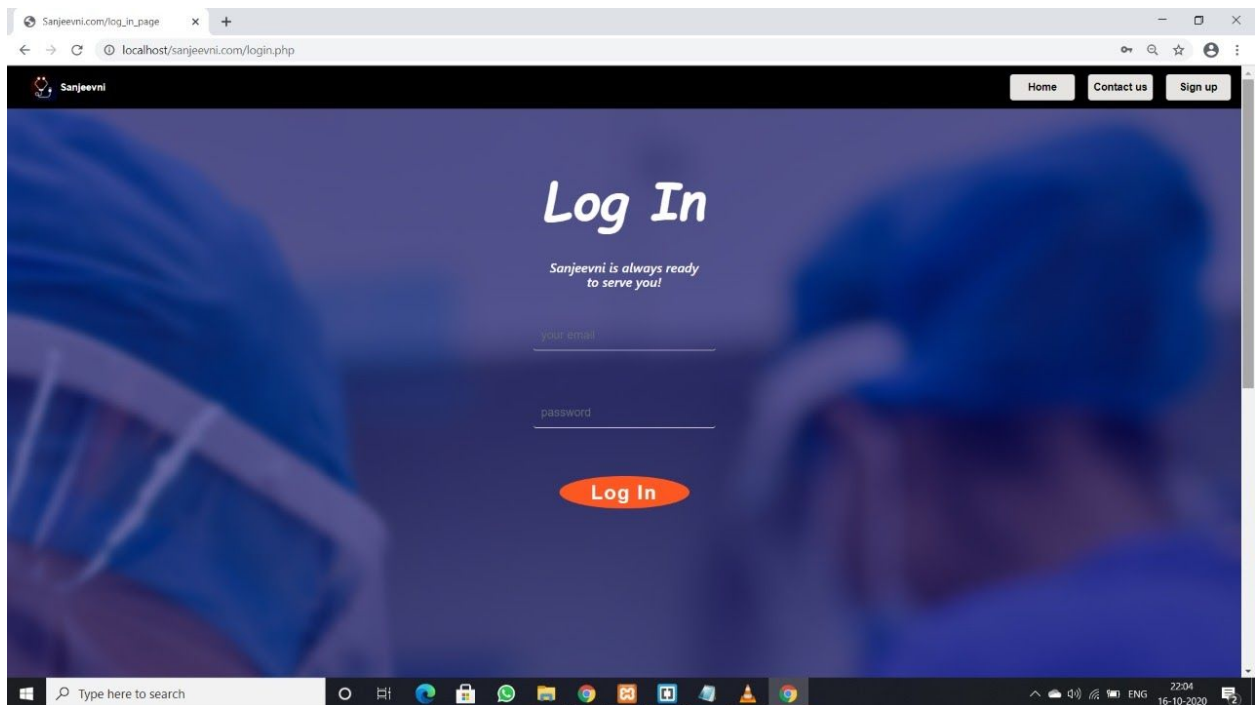 Sanjeevni.com/log_in_page
localhost/sanjeevni.com/login.php
Sanjeevni
Home
Contact us
Sign up
Log In
Sanjeevni is always ready
to serve you!
your email
password
Log In
Type here to search
ENG
22:04
16-10-2020
2